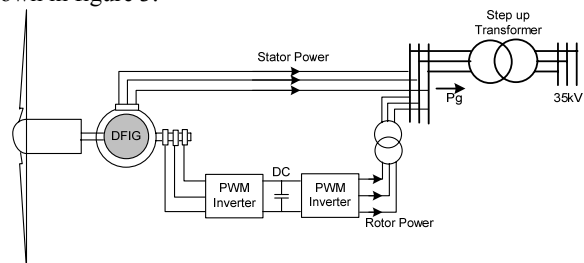 own in figure 3.
Step up
Transformer
Stator Power
Pg
35kV
DFIG
DC
PWM
Inverter
PWM
Inverter
Rotor Power